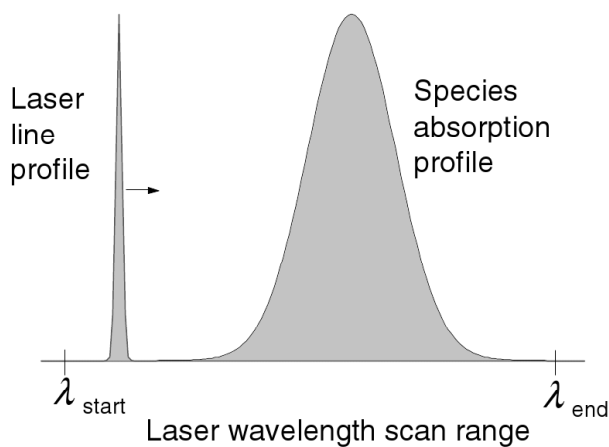 Laser
line
profile
Species
absorption
profile
λ start
λ end
Laser wavelength scan range